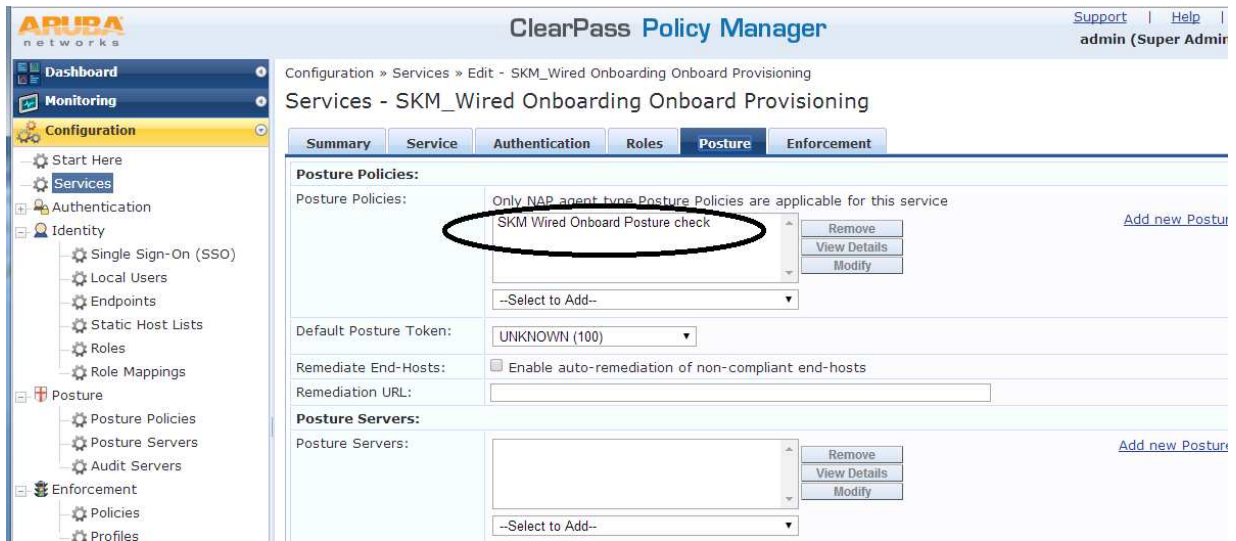 ARUBA
networks
ClearPass Policy Manager
Support | Help |
admin (Super Admin
Dashboard
Monitoring
Configuration
Start Here
Services
Authentication
Identity
Single Sign-On (SSO)
Local Users
Endpoints
Static Host Lists
Roles
Role Mappings
Posture
Posture Policies
Posture Servers
Audit Servers
Enforcement
Policies
Profiles
Configuration » Services » Edit - SKM_Wired Onboarding Onboard Provisioning
Services - SKM_Wired Onboarding Onboard Provisioning
Summary Service Authentication Roles Posture Enforcement
Posture Policies:
Posture Policies: Only NAP agent type Posture Policies are applicable for this service
SKM Wired Onboard Posture check Remove Add new Postur
View Details
Modify
--Select to Add--
Default Posture Token: UNKNOWN (100)
Remediate End-Hosts: Enable auto-remediation of non-compliant end-hosts
Remediation URL:
Posture Servers:
Posture Servers: Remove Add new Posture
View Details
Modify
--Select to Add--